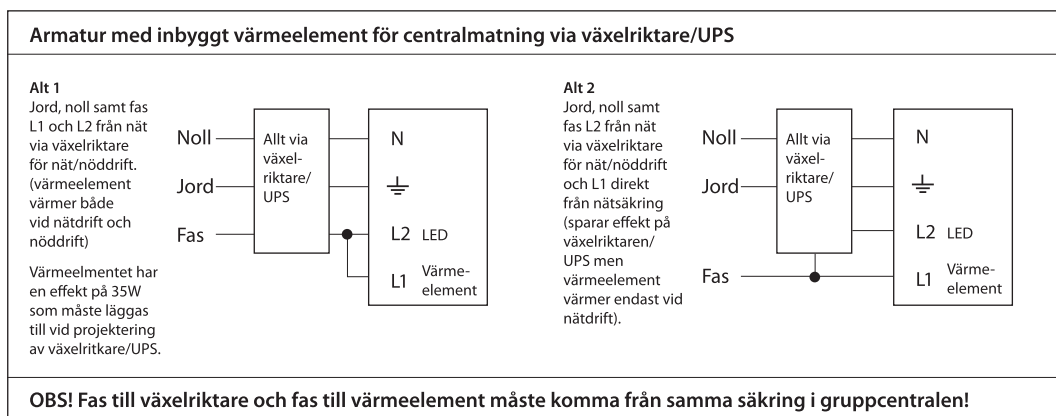 Armatur med inbyggt värmeelement för centralmatning via växelriktare/UPS
Alt 1
Jord, noll samt fas
L1 och L2 från nät
via växelriktare
för nät/nöddrift.
(värmeelement
värmer både
vid nätdrift och
nöddrift)
Värmeelmentet har
en effekt på 35W
som måste läggas
till vid projektering
av växelritkare/UPS.
Noll
Jord
Fas
Allt via
växel-
riktare/
UPS
N
L2 LED
L1 Värme-
element
Alt 2
Jord, noll samt
fas L2 från nät
via växelriktare
för nät/nöddrift
och L1 direkt
från nätsäkring
(sparar effekt på
växelriktaren/
UPS men
värmeelement
värmer endast vid
nätdrift).
Noll
Jord
Fas
Allt via
växel-
riktare/
UPS
N
L2 LED
L1 Värme-
element
OBS! Fas till växelriktare och fas till värmeelement måste komma från samma säkring i gruppcentralen!